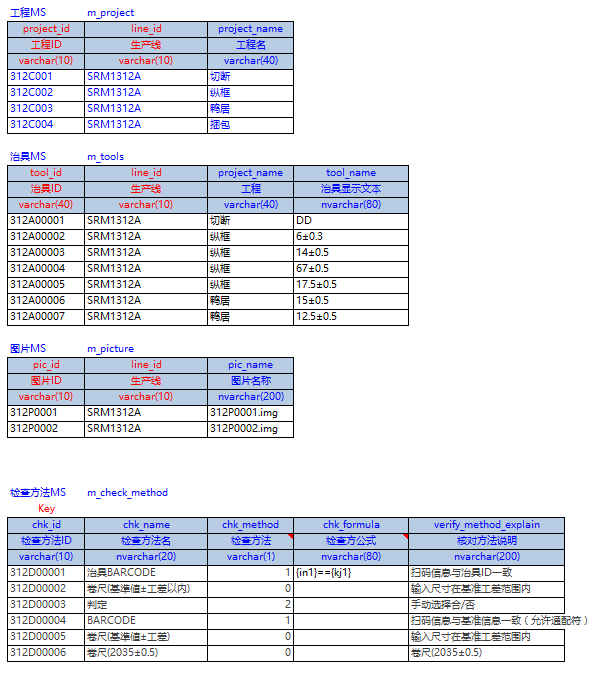 工程MS m_project
project_id line_id project_name
工程ID 生产线 工程名
varchar(10) varchar(10) varchar(40)
312C001 SRM1312A 切断
312C002 SRM1312A 纵框
312C003 SRM1312A 鸭居
312C004 SRM1312A 捆包
治具MS m_tools
tool_id line_id project_name tool_name
治具ID 生产线 工程 治具显示文本
varchar(40) varchar(10) varchar(40) nvarchar(80)
312A00001 SRM1312A 切断 DD
312A00002 SRM1312A 纵框 6±0.3
312A00003 SRM1312A 纵框 14±0.5
312A00004 SRM1312A 纵框 67±0.5
312A00005 SRM1312A 纵框 17.5±0.5
312A00006 SRM1312A 鸭居 15±0.5
312A00007 SRM1312A 鸭居 12.5±0.5
图片MS m_picture
pic_id line_id pic_name
图片ID 生产线 图片名称
varchar(10) varchar(10) nvarchar(200)
312P0001 SRM1312A 312P0001.img
312P0002 SRM1312A 312P0002.img
检查方法MS m_check_method
Key
chk_id chk_name chk_method chk_formula verify_method_explain
检查方法ID 检查方法名 检查方法 检查方公式 核对方法说明
varchar(10) nvarchar(20) varchar(1) nvarchar(80) nvarchar(200)
312D00001 治具BARCODE 1 {in1}=={kj1} 扫码信息与治具ID一致
312D00002 卷尺(基準值±工差以内) 0 输入尺寸在基准工差范围内
312D00003 判定 2 手动选择合/否
312D00004 BARCODE 1 扫码信息与基准信息一致（允许通配符）
312D00005 卷尺(基準值±工差) 0 输入尺寸在基准工差范围内
312D00006 卷尺(2035±0.5) 0 卷尺(2035±0.5)